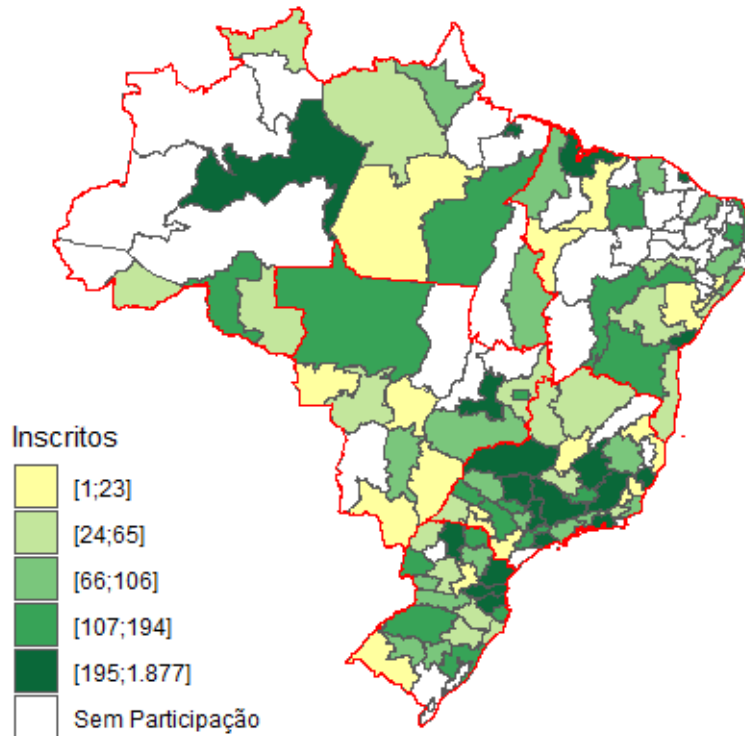 Inscritos
[1;23]
[24;65]
[66;106]
[107;194]
[195;1.877]
Sem Participação